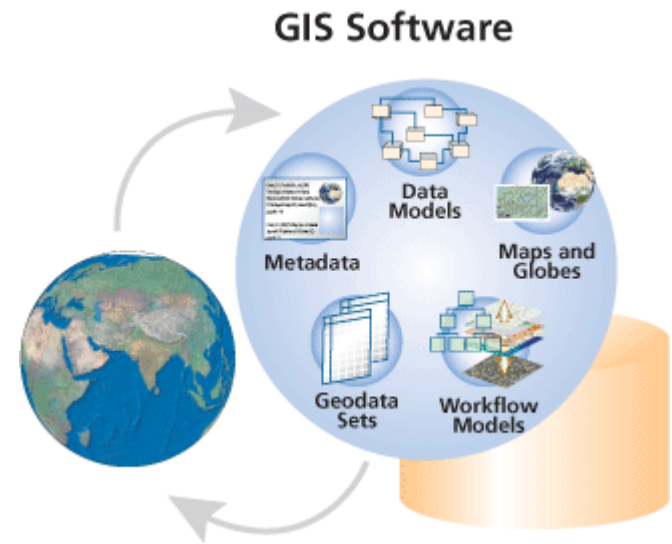 GIS Software
Data
Models
Metadata
Maps and
Globes
Geodata
Sets
Workflow
Models